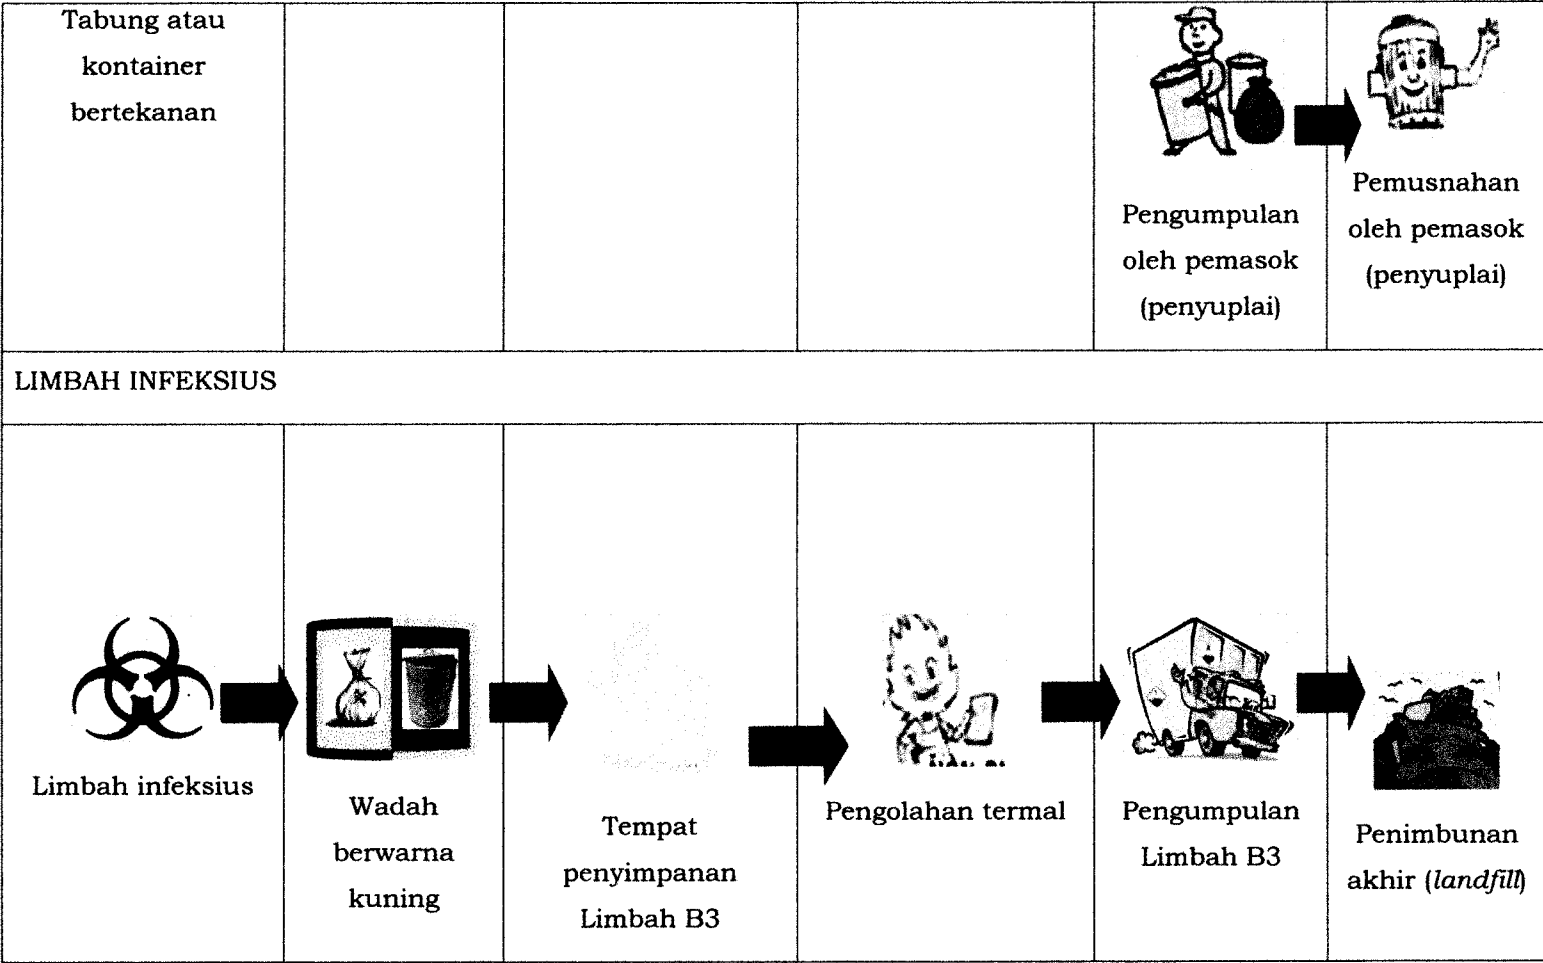 Tabung atau
kontainer
bertekanan
Pengumpulan
oleh pemasok
(penyuplai)
Pemusnahan
oleh pemasok
(penyuplai)
LIMBAH INFEKSIUS
Limbah infeksius
Wadah
berwarna
kuning
Tempat
penyimpanan
Limbah B3
Pengolahan termal
Pengumpulan
Limbah B3
Penimbunan
akhir (landfill)